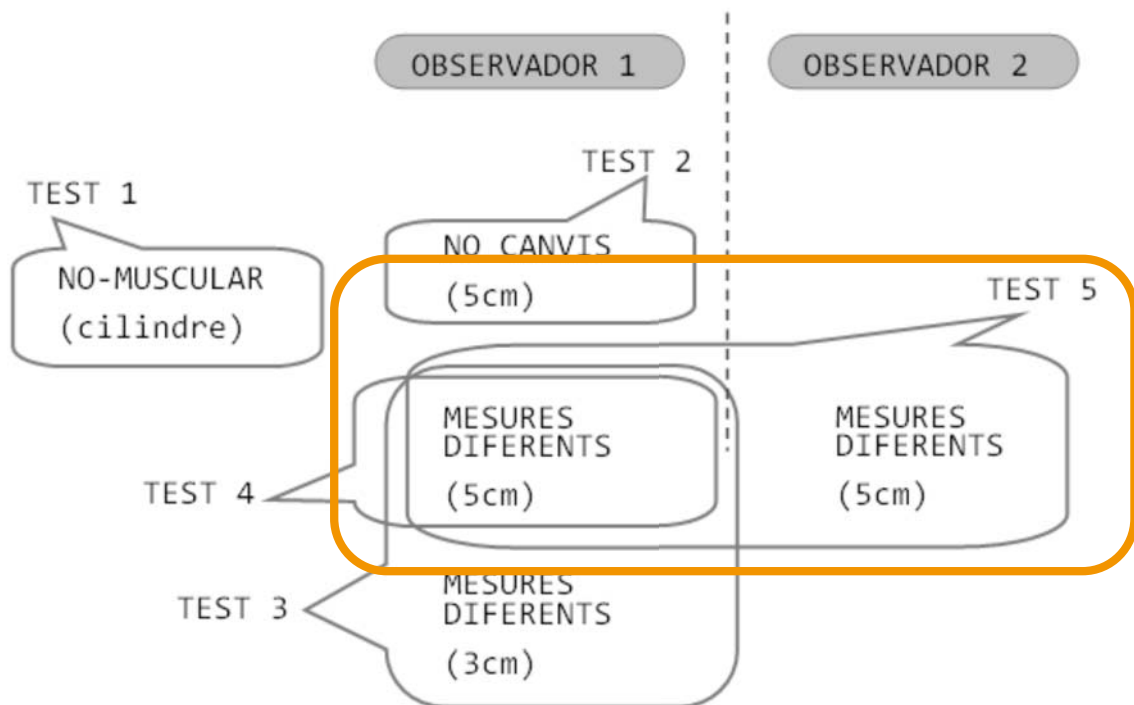 OBSERVADOR 1
OBSERVADOR 2
TEST 2
TEST 1
NO CANVIS
(5cm)
NO-MUSCULAR
(cilindre)
TEST 5
MESURES
DIFERENTS
(5cm)
MESURES
DIFERENTS
(5cm)
TEST 4
TEST 3
MESURES
DIFERENTS
(3cm)